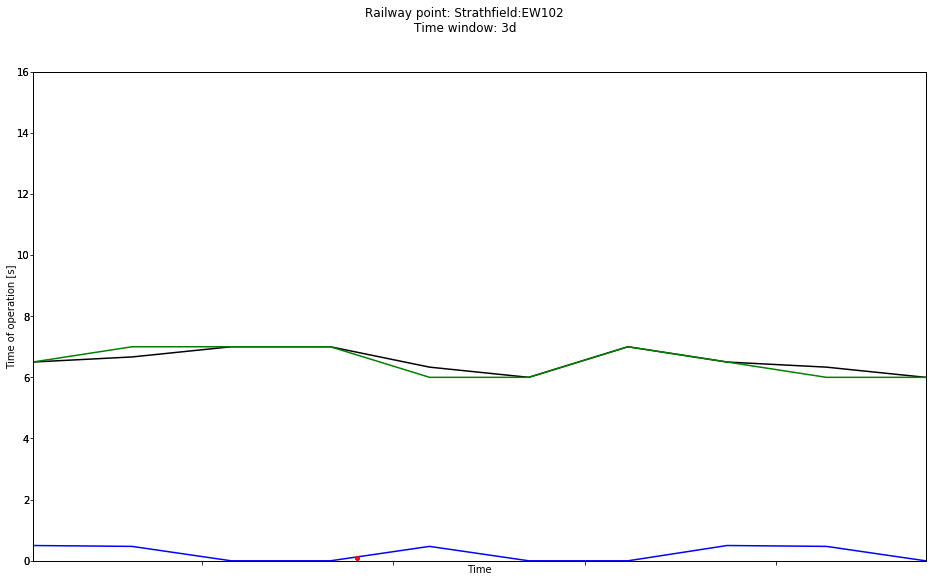 Railway point: Strathfield:EW102
Time window: 3d
16
14
12
10
8
6
4
2
0
Time of operation [s]
Time